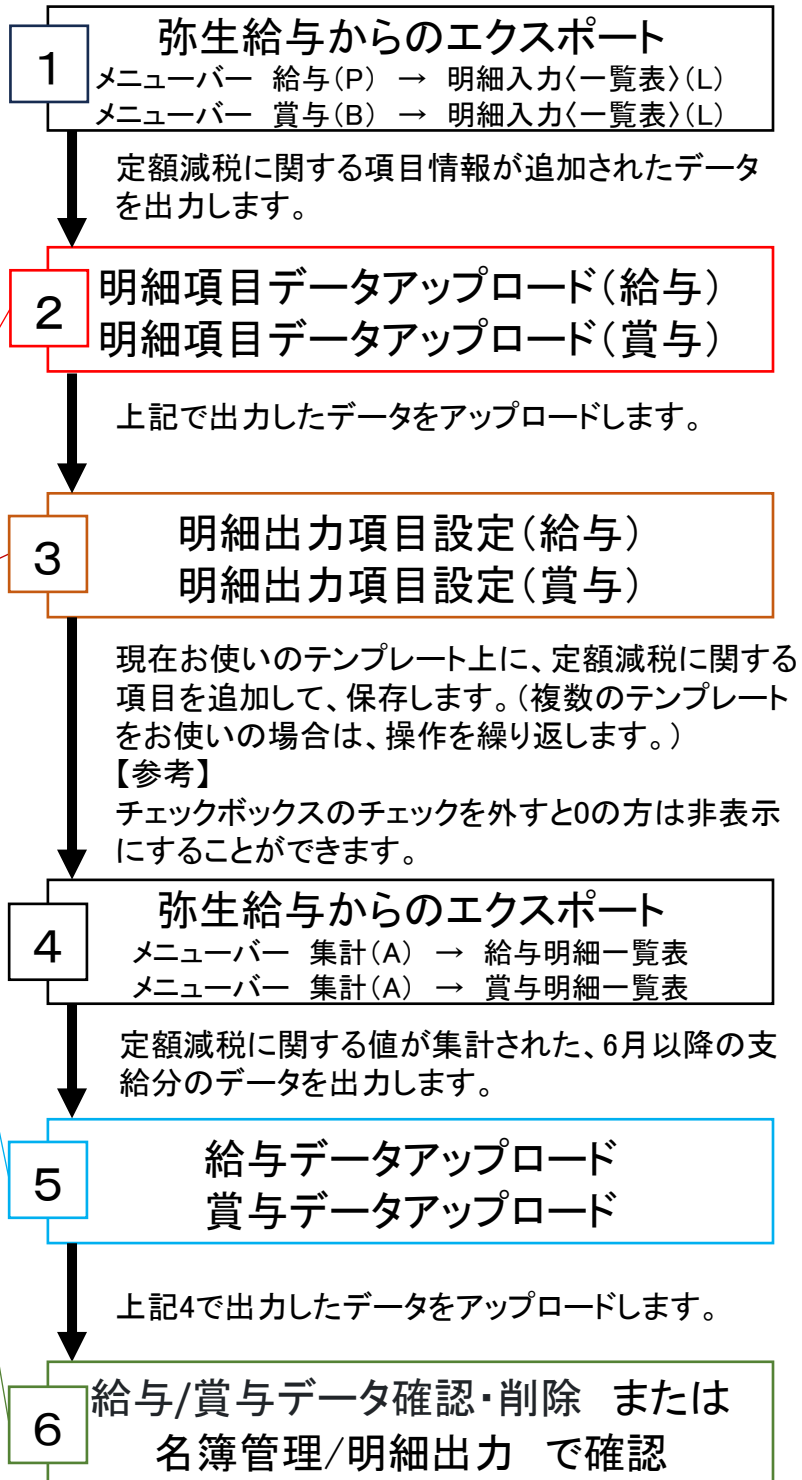 1
弥生給与からのエクスポート
メニューバー 給与(P) → 明細入力〈一覧表〉(L)
メニューバー 賞与(B) → 明細入力〈一覧表〉(L)
定額減税に関する項目情報が追加されたデータ
を出力します。
2
明細項目データアップロード(給与)
明細項目データアップロード(賞与)
上記で出力したデータをアップロードします。
3
明細出力項目設定(給与)
明細出力項目設定(賞与)
現在お使いのテンプレート上に、定額減税に関する
項目を追加して、保存します。(複数のテンプレート
をお使いの場合は、操作を繰り返します。)
【参考】
チェックボックスのチェックを外すと0の方は非表示
にすることができます。
4
弥生給与からのエクスポート
メニューバー 集計(A) → 給与明細一覧表
メニューバー 集計(A) → 賞与明細一覧表
定額減税に関する値が集計された、6月以降の支
給分のデータを出力します。
5
給与データアップロード
賞与データアップロード
上記4で出力したデータをアップロードします。
6
給与/賞与データ確認・削除 または
名簿管理/明細出力 で確認